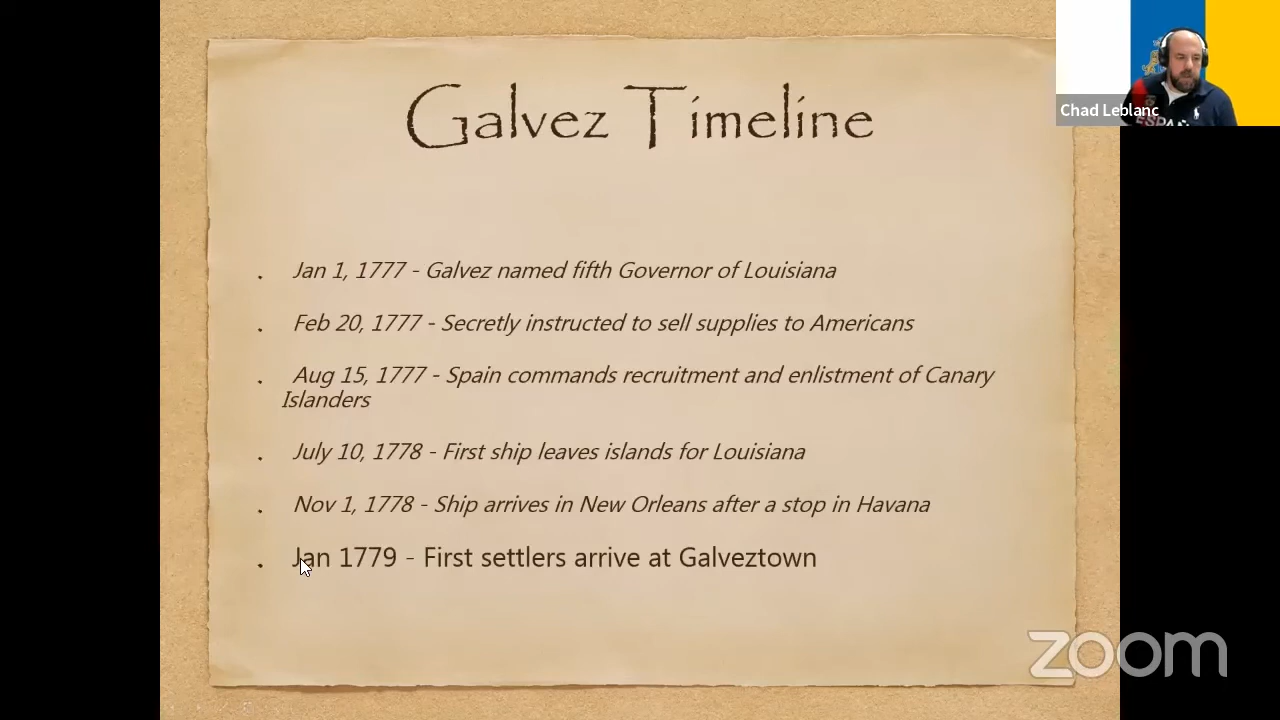 Galvez Timeline
Chad Leblanc
. Jan 1, 1777 - Galvez named fifth Governor of Louisiana
. Feb 20, 1777 - Secretly instructed to sell supplies to Americans
. Aug 15, 1777 - Spain commands recruitment and enlistment of Canary
Islanders
. July 10, 1778 - First ship leaves islands for Louisiana
. Nov 1, 1778 - Ship arrives in New Orleans after a stop in Havana
. Jan 1779 - First settlers arrive at Galveztown
zoom